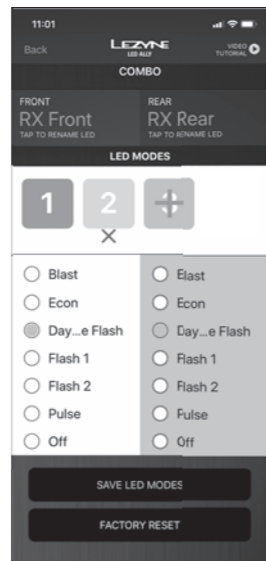 11:01
Back
LEZYNE
LED ALLY
VIDEO
TUTORIAL
COMBO
FRONT
RX Front
TAP TO RENAME LED
REAR
RX Rear
TAP TO RENAME LED
LED MODES
1 2 +
×
Blast
Econ
Day...e Flash
Flash 1
Flash 2
Pulse
Off
Blast
Econ
Day...e Flash
Flash 1
Flash 2
Pulse
Off
SAVE LED MODES
FACTORY RESET